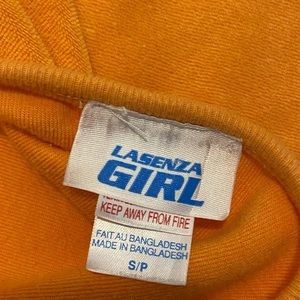 LASENZA
GIRL
KEEP AWAY FROM FIRE
FAIT AU BANGLADESH
MADE IN BANGLADESH
S/P